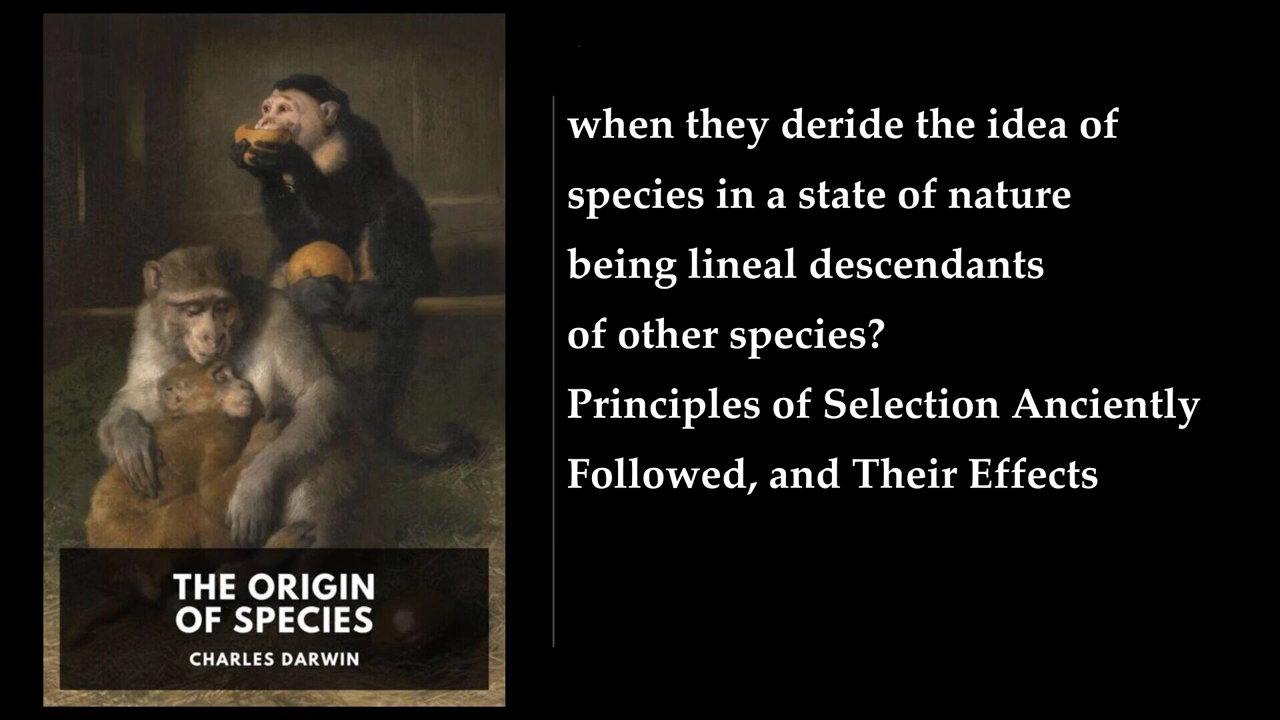 THE ORIGIN
OF SPECIES
CHARLES DARWIN
when they deride the idea of
species in a state of nature
being lineal descendants
of other species?
Principles of Selection Anciently
Followed, and Their Effects